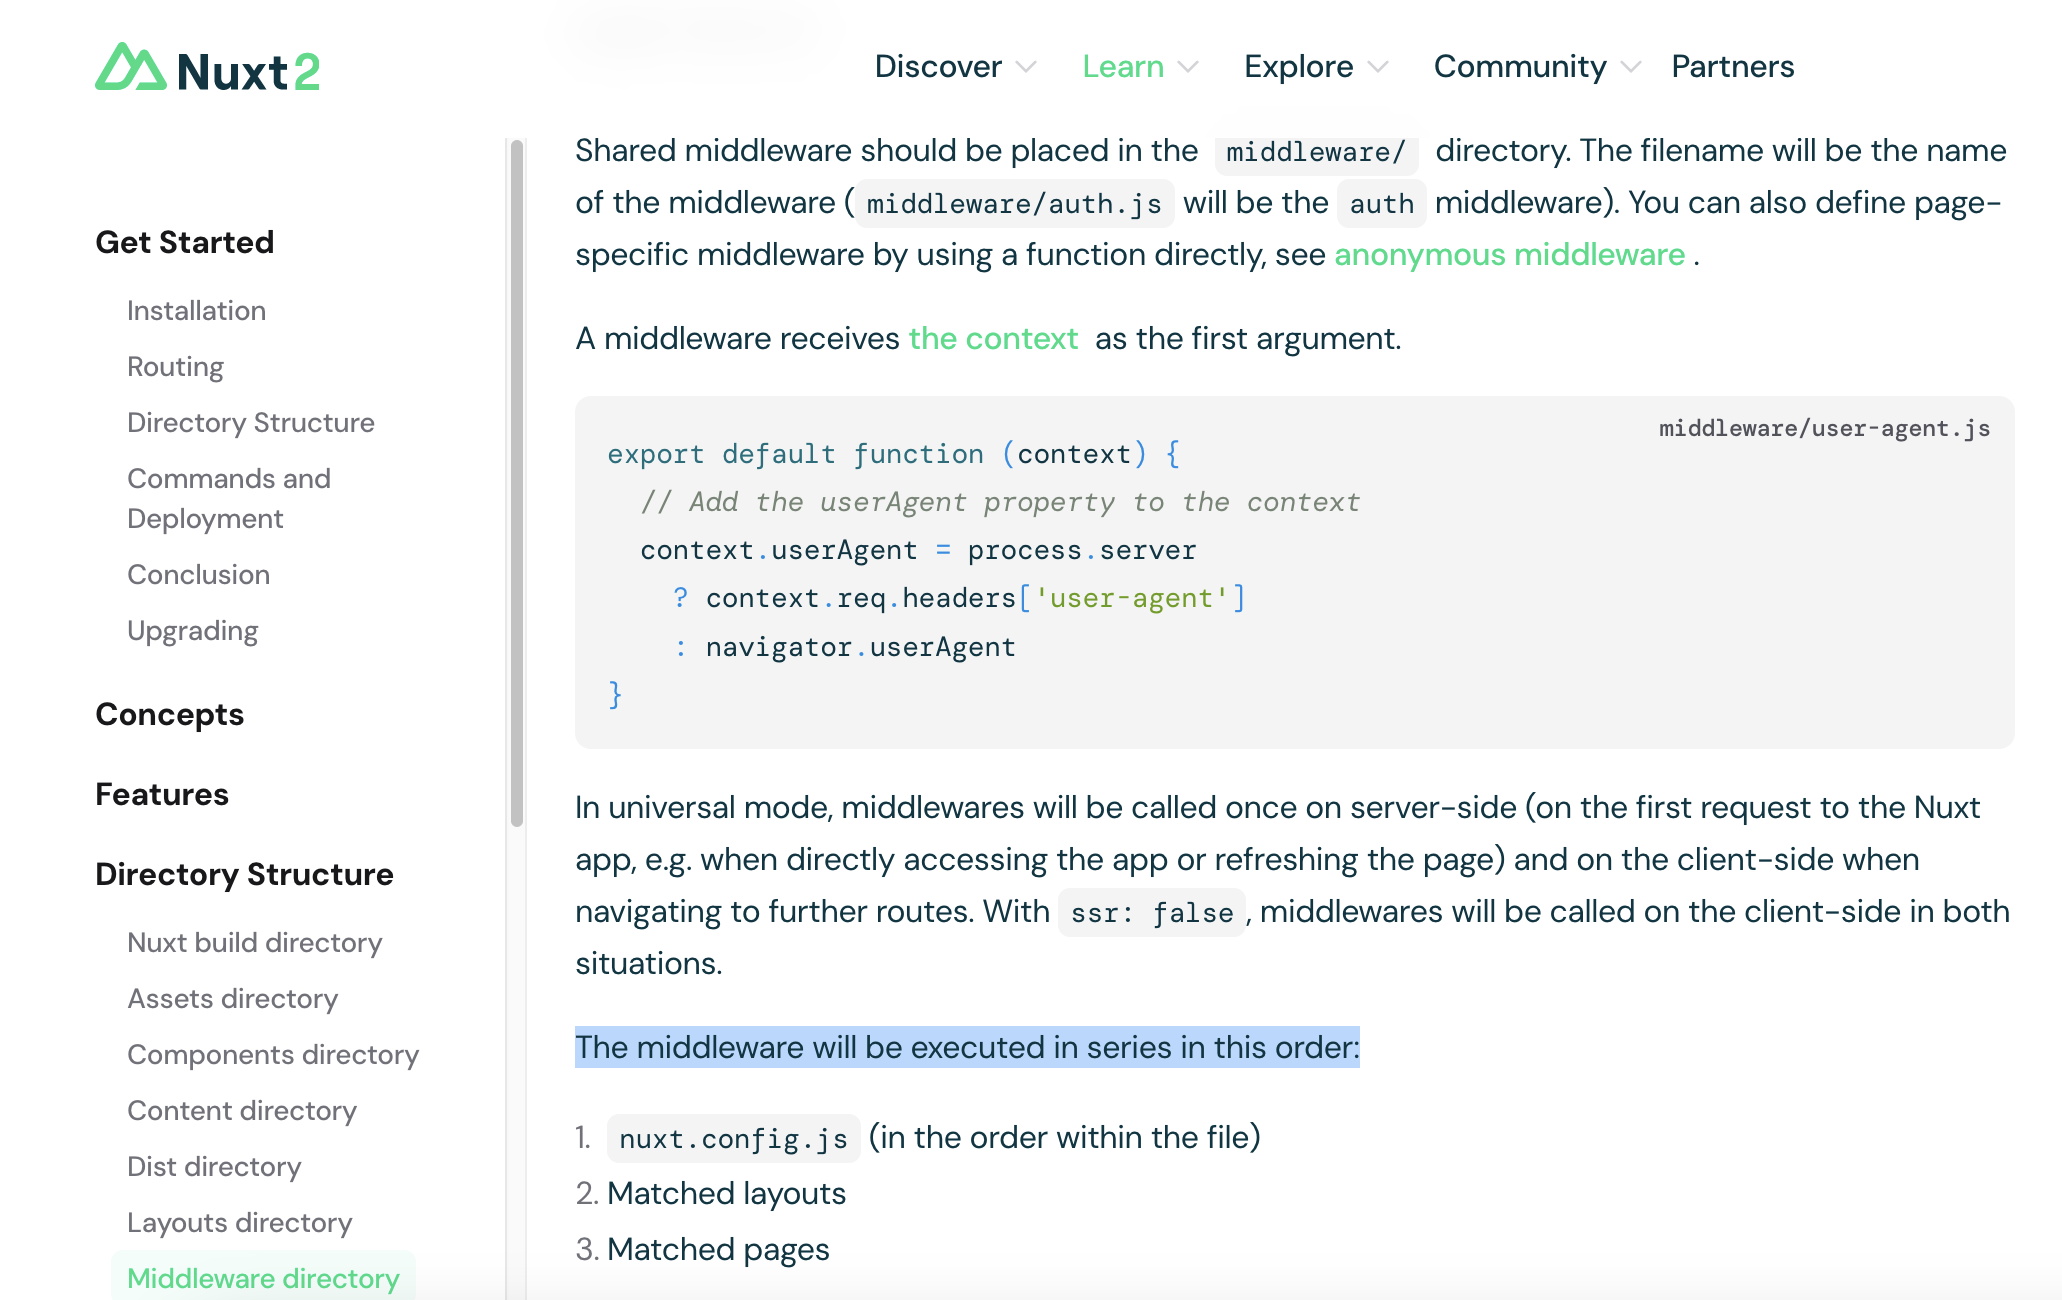 Nuxt2
Discover
Learn
Explore
Community
Partners
Get Started
Installation
Routing
Directory Structure
Commands and
Deployment
Conclusion
Upgrading
Concepts
Features
Directory Structure
Nuxt build directory
Assets directory
Components directory
Content directory
Dist directory
Layouts directory
Middleware directory
Shared middleware should be placed in the middleware/ directory. The filename will be the name
of the middleware ( middleware/auth.js will be the auth middleware). You can also define page-
specific middleware by using a function directly, see anonymous middleware .
A middleware receives the context as the first argument.
middleware/user-agent.js
export default function (context) {
  // Add the userAgent property to the context
  context.userAgent = process.server
    ? context.req.headers['user-agent']
    : navigator.userAgent
}
In universal mode, middlewares will be called once on server-side (on the first request to the Nuxt
app, e.g. when directly accessing the app or refreshing the page) and on the client-side when
navigating to further routes. With ssr: false , middlewares will be called on the client-side in both
situations.
The middleware will be executed in series in this order:
1. nuxt.config.js (in the order within the file)
2. Matched layouts
3. Matched pages